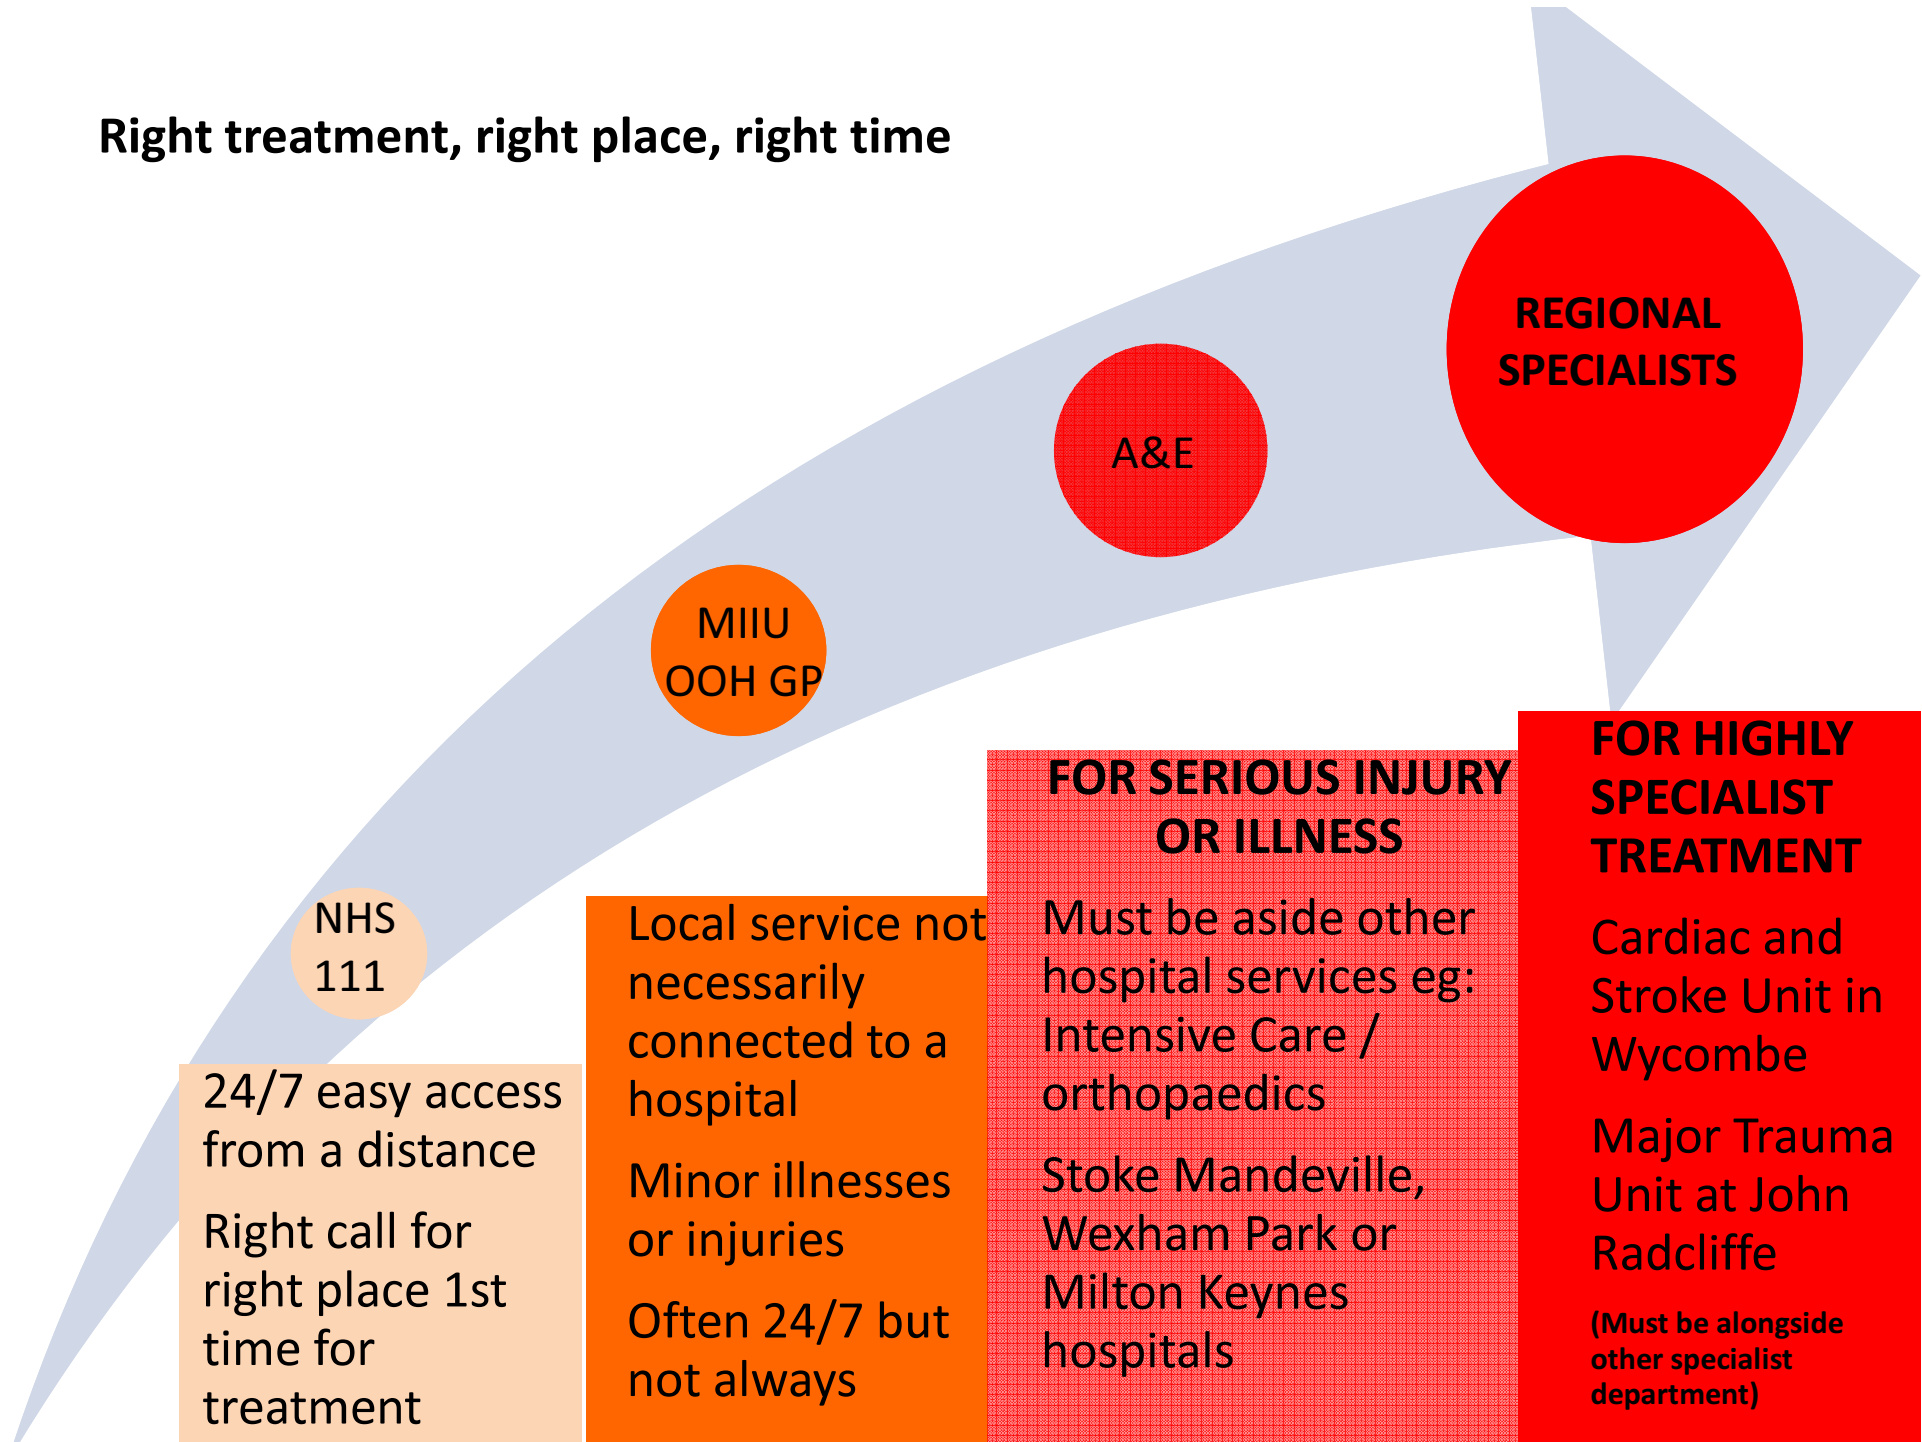 Right treatment, right place, right time
REGIONAL
SPECIALISTS
A&E
MIIU
OOH GP
NHS
111
24/7 easy access
from a distance
Right call for
right place 1st
time for
treatment
Local service not
necessarily
connected to a
hospital
Minor illnesses
or injuries
Often 24/7 but
not always
FOR SERIOUS INJURY
OR ILLNESS
Must be aside other
hospital services eg:
Intensive Care /
orthopaedics
Stoke Mandeville,
Wexham Park or
Milton Keynes
hospitals
FOR HIGHLY
SPECIALIST
TREATMENT
Cardiac and
Stroke Unit in
Wycombe
Major Trauma
Unit at John
Radcliffe
(Must be alongside
other specialist
department)